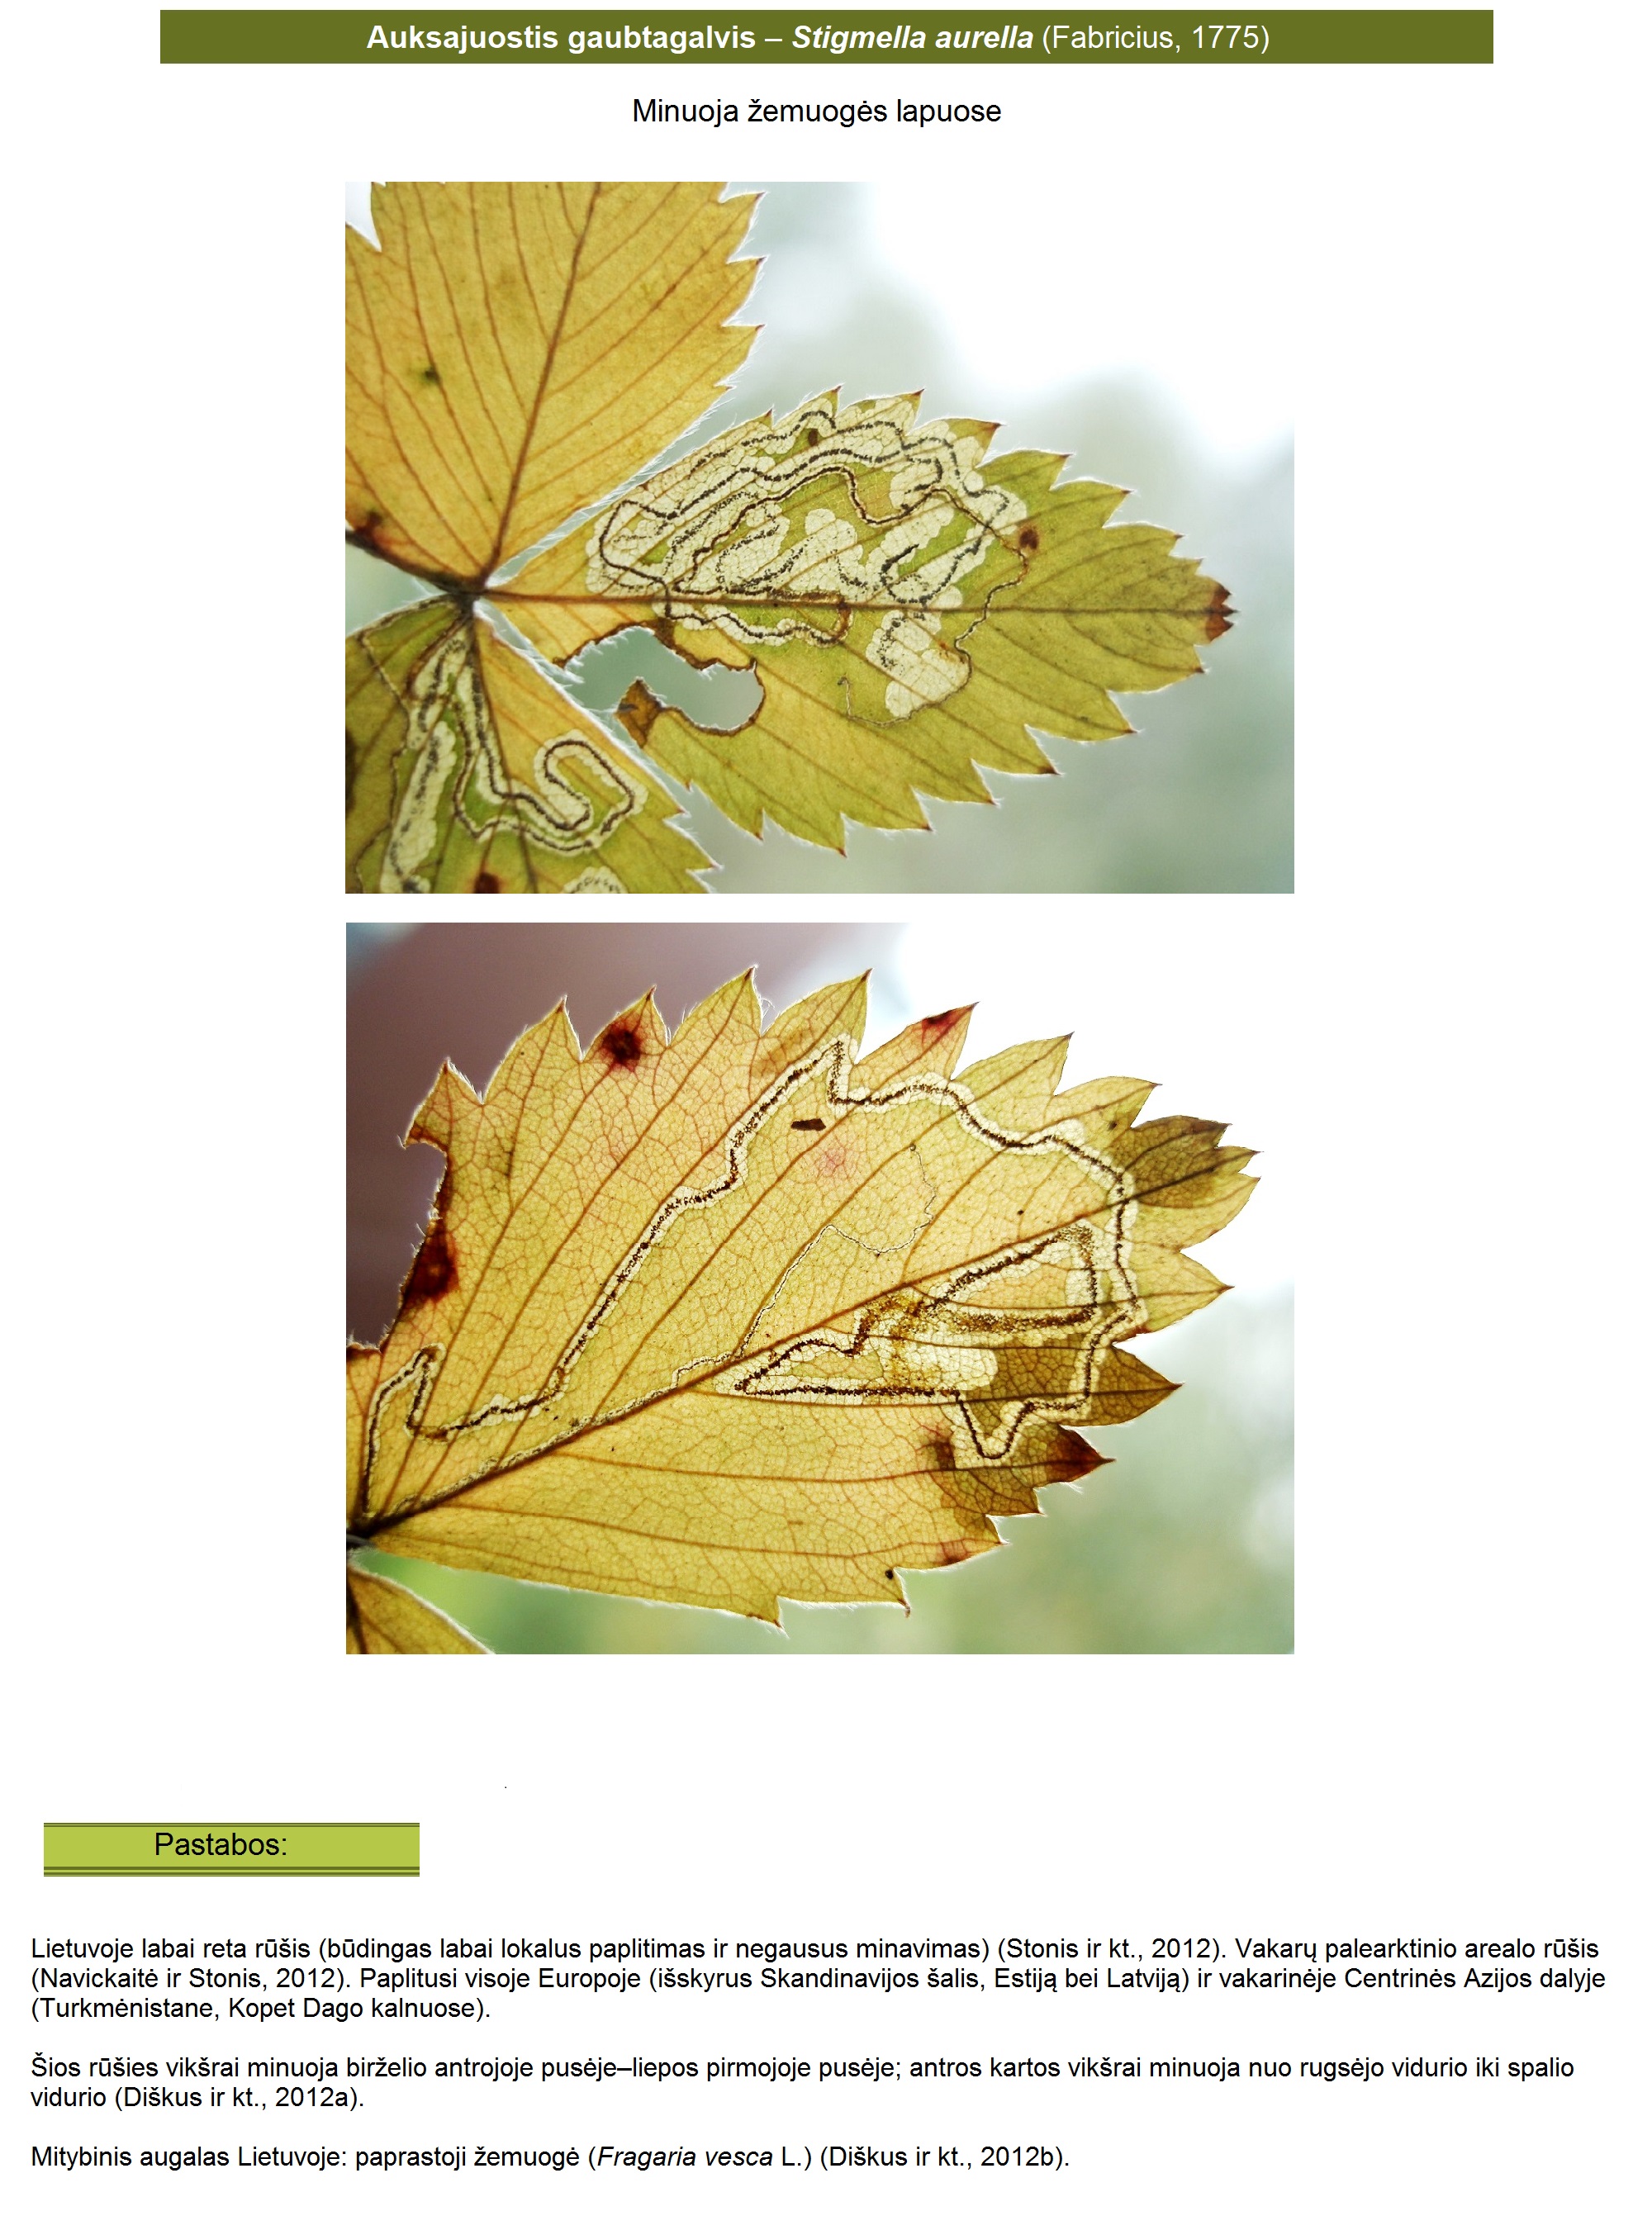 Auksajuostis gaubtagalvis – Stigmella aurella (Fabricius, 1775)
Minuoja žemuogės lapuose
Pastabos:
Lietuvoje labai reta rūšis (būdingas labai lokalus paplitimas ir negausus minavimas) (Stonis ir kt., 2012). Vakarų palearktinio arealo rūšis
(Navickaitė ir Stonis, 2012). Paplitusi visoje Europoje (išskyrus Skandinavijos šalis, Estiją bei Latviją) ir vakarinėje Centrinės Azijos dalyje
(Turkmėnistane, Kopet Dago kalnuose).
Šios rūšies vikšrai minuoja birželio antrojoje pusėje–liepos pirmojoje pusėje; antros kartos vikšrai minuoja nuo rugsėjo vidurio iki spalio
vidurio (Diškus ir kt., 2012a).
Mitybinis augalas Lietuvoje: paprastoji žemuogė (Fragaria vesca L.) (Diškus ir kt., 2012b).